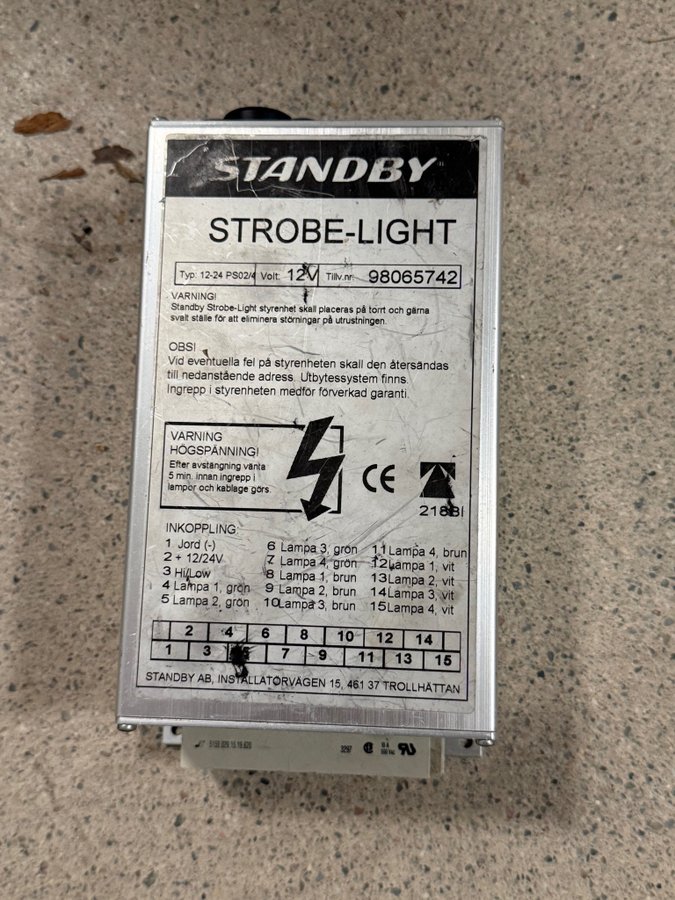 STANDBY
STROBE-LIGHT
Typ: 12-24 PS02/4 Volt: 12V Tillv.nr: 98065742
VARNING!
Standby Strobe-Light styrenhet skall placeras på torrt och gärna
svalt ställe för att eliminera störningar på utrustningen.
OBS!
Vid eventuella fel på styrenheten skall den återsändas
till nedanstående adress. Utbytessystem finns.
Ingrepp i styrenheten medför förverkad garanti.
VARNING
HÖGSPÄNNING!
Efter avstängning vänta
5 min. innan ingrepp i
lampor och kablage görs.
CE
218BI
INKOPPLING
1 Jord (-)
2 + 12/24V
3 Hi/Low
4 Lampa 1, grön
5 Lampa 2, grön
6 Lampa 3, grön
7 Lampa 4, grön
8 Lampa 1, brun
9 Lampa 2, brun
10 Lampa 3, brun
11 Lampa 4, brun
12 Lampa 1, vit
13 Lampa 2, vit
14 Lampa 3, vit
15 Lampa 4, vit
2 4 6 8 10 12 14
1 3 5 7 9 11 13 15
STANDBY AB, INSTALLATÖRVÄGEN 15, 461 37 TROLLHÄTTAN
3297